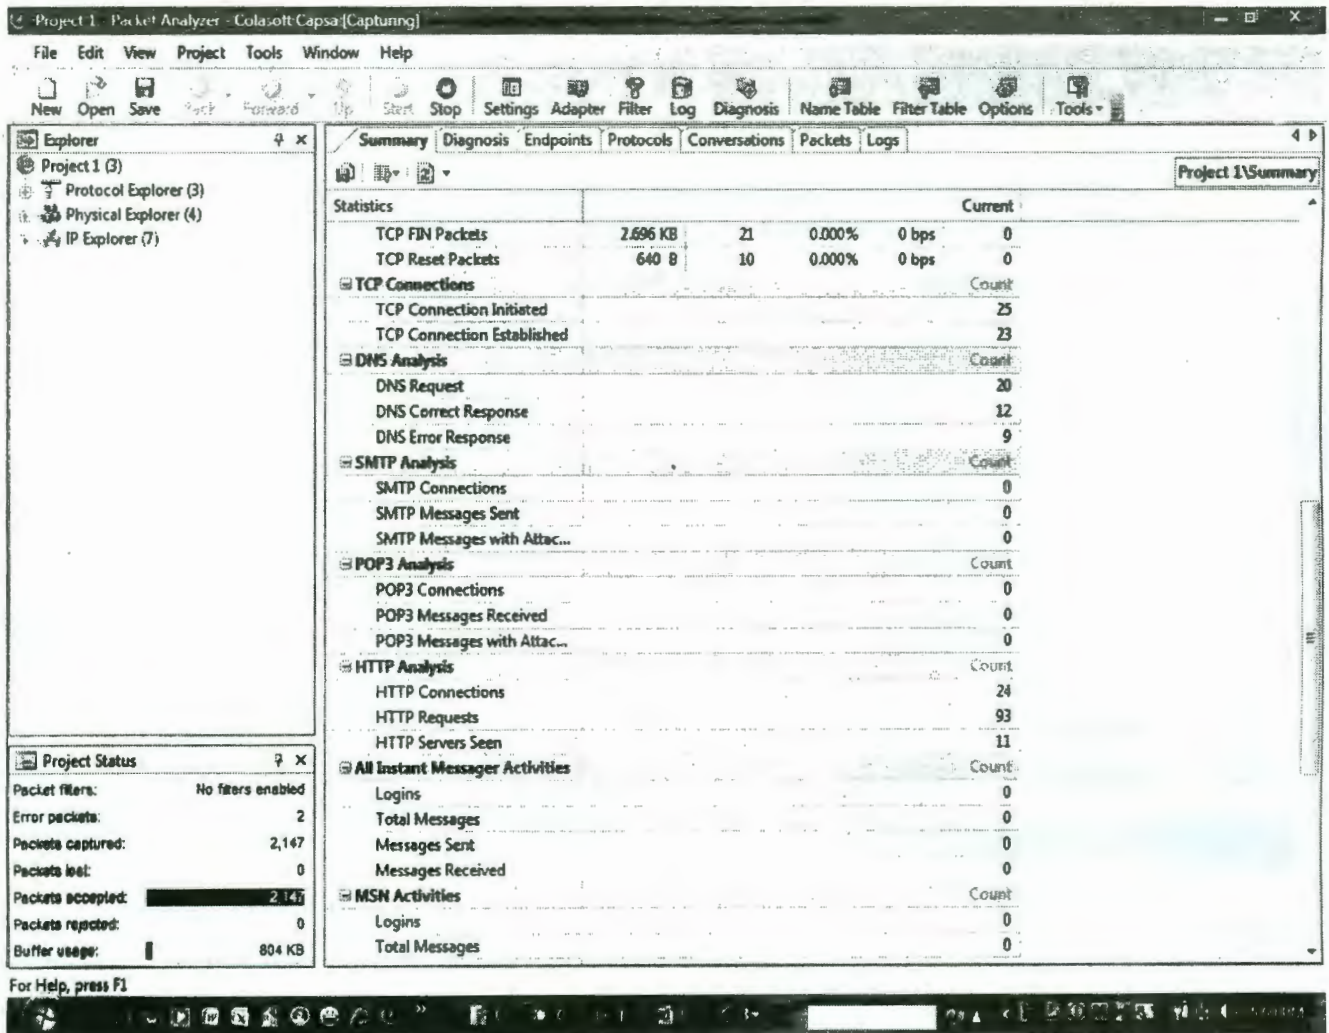 Project 1 - Packet Analyzer - Colasoft Capsa [Capturing]
File Edit View Project Tools Window Help
New Open Save Back Forward Up Start Stop Settings Adapter Filter Log Diagnosis Name Table Filter Table Options Tools
Explorer
Project 1 (3)
Protocol Explorer (3)
Physical Explorer (4)
IP Explorer (7)
Summary Diagnosis Endpoints Protocols Conversations Packets Logs
Project 1\Summary
Statistics Current
TCP FIN Packets 2.696 KB 21 0.000% 0 bps 0
TCP Reset Packets 640 B 10 0.000% 0 bps 0
TCP Connections Count
TCP Connection Initiated 25
TCP Connection Established 23
DNS Analysis Count
DNS Request 20
DNS Correct Response 12
DNS Error Response 9
SMTP Analysis Count
SMTP Connections 0
SMTP Messages Sent 0
SMTP Messages with Attac... 0
POP3 Analysis Count
POP3 Connections 0
POP3 Messages Received 0
POP3 Messages with Attac... 0
HTTP Analysis Count
HTTP Connections 24
HTTP Requests 93
HTTP Servers Seen 11
All Instant Messager Activities Count
Logins 0
Total Messages 0
Messages Sent 0
Messages Received 0
MSN Activities Count
Logins 0
Total Messages 0
Project Status
Packet filters: No filters enabled
Error packets: 2
Packets captured: 2,147
Packets lost: 0
Packets accepted: 2,147
Packets rejected: 0
Buffer usage: 804 KB
For Help, press F1